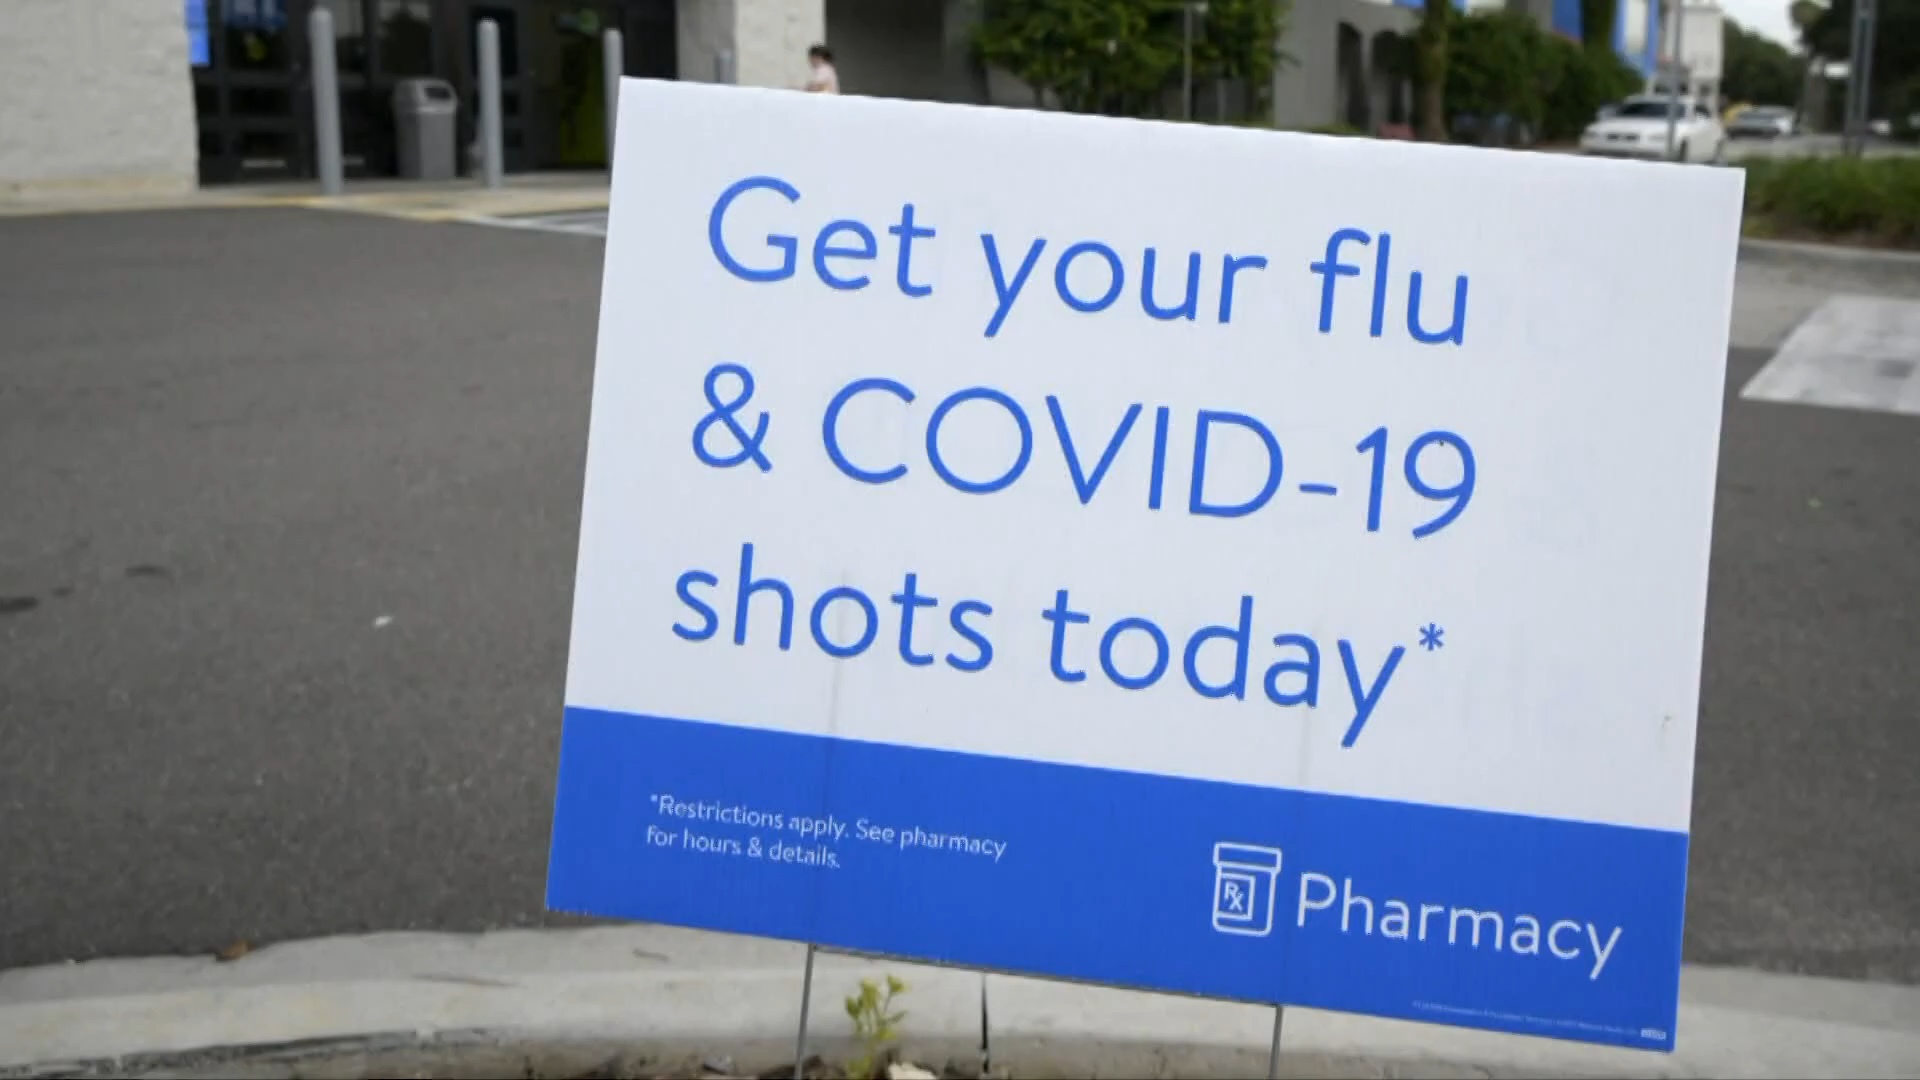 Get your flu
& COVID-19
shots today*
*Restrictions apply. See pharmacy
for hours & details.
Rx
Pharmacy